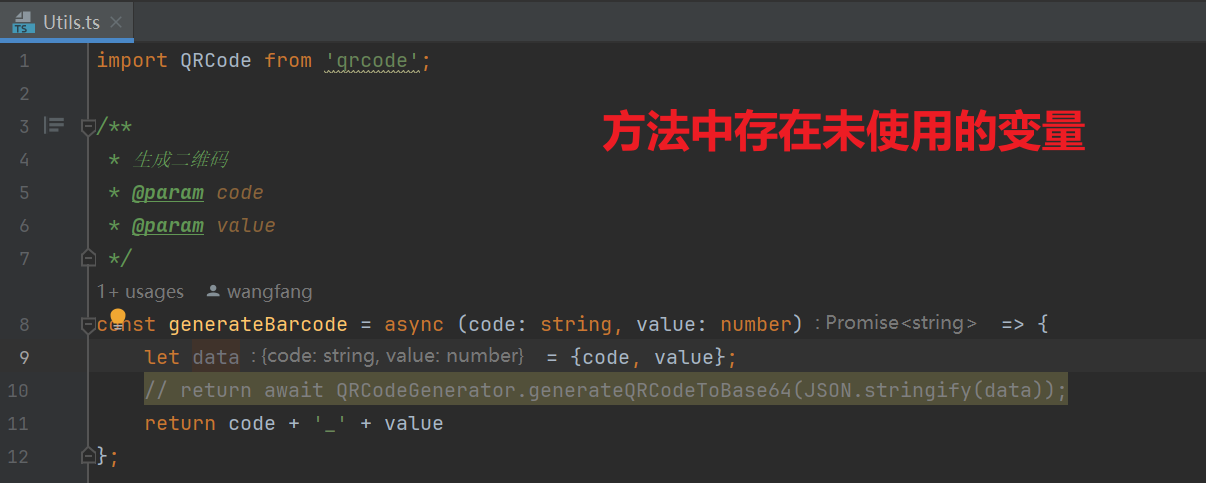 TS Utils.ts
1 import QRCode from 'qrcode';
2
3 /**
方法中存在未使用的变量
4 * 生成二维码
5 * @param code
6 * @param value
7 */
1+ usages wangfang
8 const generateBarcode = async (code: string, value: number) : Promise<string> => {
9 let data : {code: string, value: number} = {code, value};
10 // return await QRCodeGenerator.generateQRCodeToBase64(JSON.stringify(data));
11 return code + '_' + value
12 };